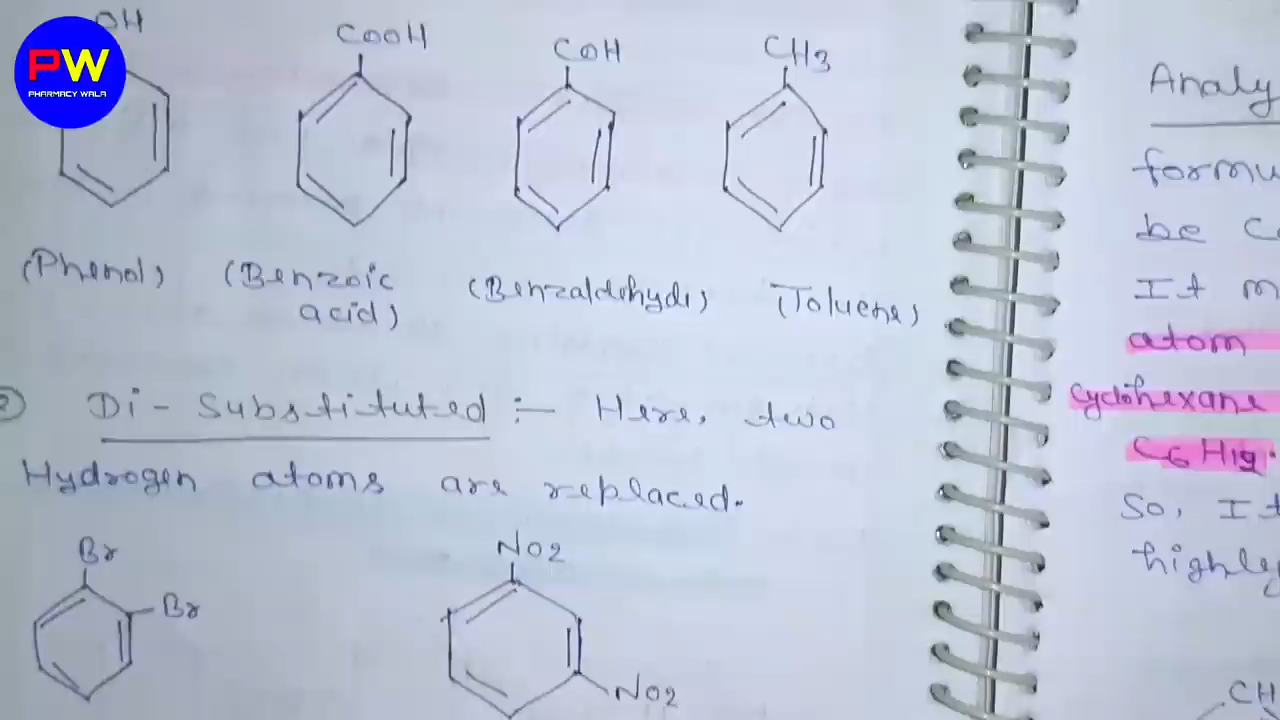 PW
PHARMACY WALA
OH
COOH
COH
CH3
(Phenol)
(Benzoic
acid)
(Benzaldehyde)
(Toluene)
Di - Substituted :- Here, two
Hydrogen atoms are replaced.
Br
Br
NO2
NO2
Analy
formu
be Co
It m
atom
Cyclohexane
C6H12.
So, It
highly
CH